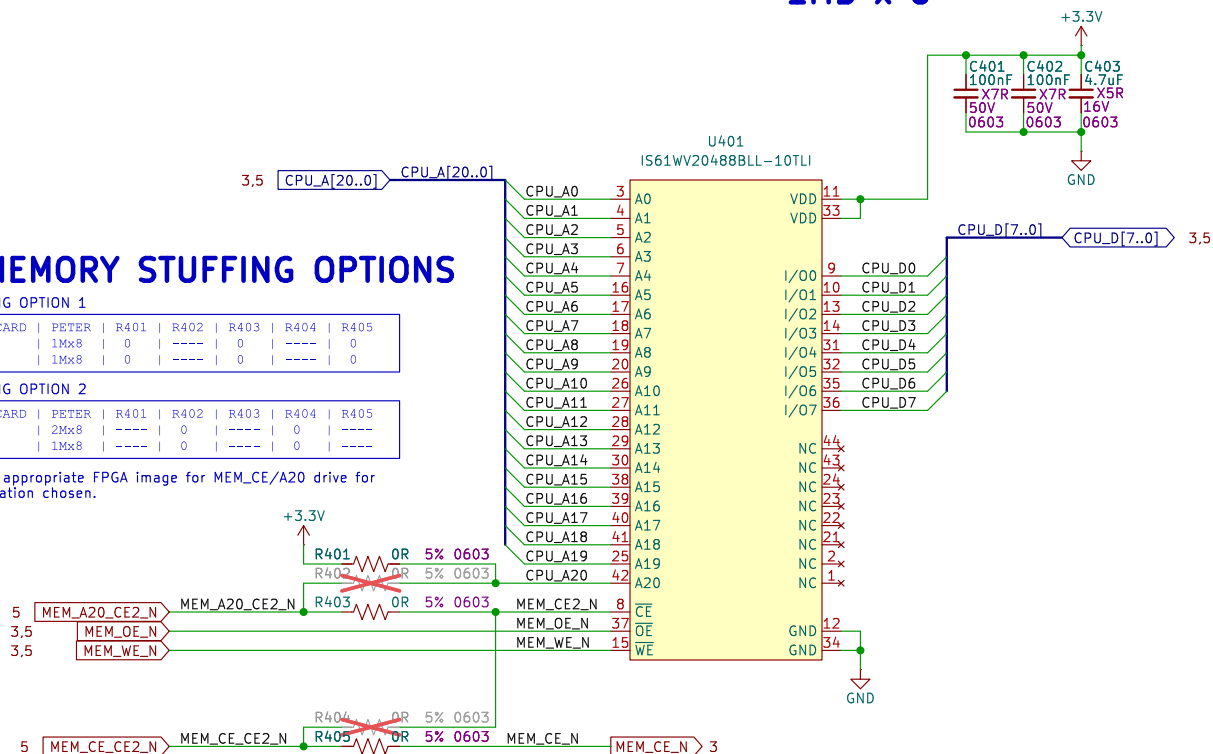 +3.3V
C401
100nF
X7R
50V
0603
C402
100nF
X7R
50V
0603
C403
4.7uF
X5R
16V
0603
GND
U401
IS61WV20488BLL-10TLI
3,5
CPU_A[20..0]
CPU_A[20..0]
CPU_A0 3 A0
CPU_A1 4 A1
CPU_A2 5 A2
CPU_A3 6 A3
CPU_A4 7 A4
CPU_A5 16 A5
CPU_A6 17 A6
CPU_A7 18 A7
CPU_A8 19 A8
CPU_A9 20 A9
CPU_A10 26 A10
CPU_A11 27 A11
CPU_A12 28 A12
CPU_A13 29 A13
CPU_A14 30 A14
CPU_A15 38 A15
CPU_A16 39 A16
CPU_A17 40 A17
CPU_A18 41 A18
CPU_A19 25 A19
CPU_A20 42 A20
MEM_CE2_N 8 CE
MEM_OE_N 37 OE
MEM_WE_N 15 WE
VDD 11
VDD 33
I/O0 9 CPU_D0
I/O1 10 CPU_D1
I/O2 13 CPU_D2
I/O3 14 CPU_D3
I/O4 31 CPU_D4
I/O5 32 CPU_D5
I/O6 35 CPU_D6
I/O7 36 CPU_D7
NC 44
NC 43
NC 24
NC 23
NC 22
NC 21
NC 2
NC 1
GND 12
GND 34
GND
CPU_D[7..0]
CPU_D[7..0]
3,5
MEMORY STUFFING OPTIONS
G OPTION 1
CARD | PETER | R401 | R402 | R403 | R404 | R405
| 1Mx8 | 0 | ---- | 0 | ---- | 0
| 1Mx8 | 0 | ---- | 0 | ---- | 0
G OPTION 2
CARD | PETER | R401 | R402 | R403 | R404 | R405
| 2Mx8 | ---- | 0 | ---- | 0 | ----
| 1Mx8 | ---- | 0 | ---- | 0 | ----
appropriate FPGA image for MEM_CE/A20 drive for
ation chosen.
+3.3V
R401 0R 5% 0603
R402 0R 5% 0603
5 MEM_A20_CE2_N MEM_A20_CE2_N R403 0R 5% 0603
3,5 MEM_OE_N
3,5 MEM_WE_N
R404 0R 5% 0603
5 MEM_CE_CE2_N MEM_CE_CE2_N R405 0R 5% 0603 MEM_CE_N MEM_CE_N 3